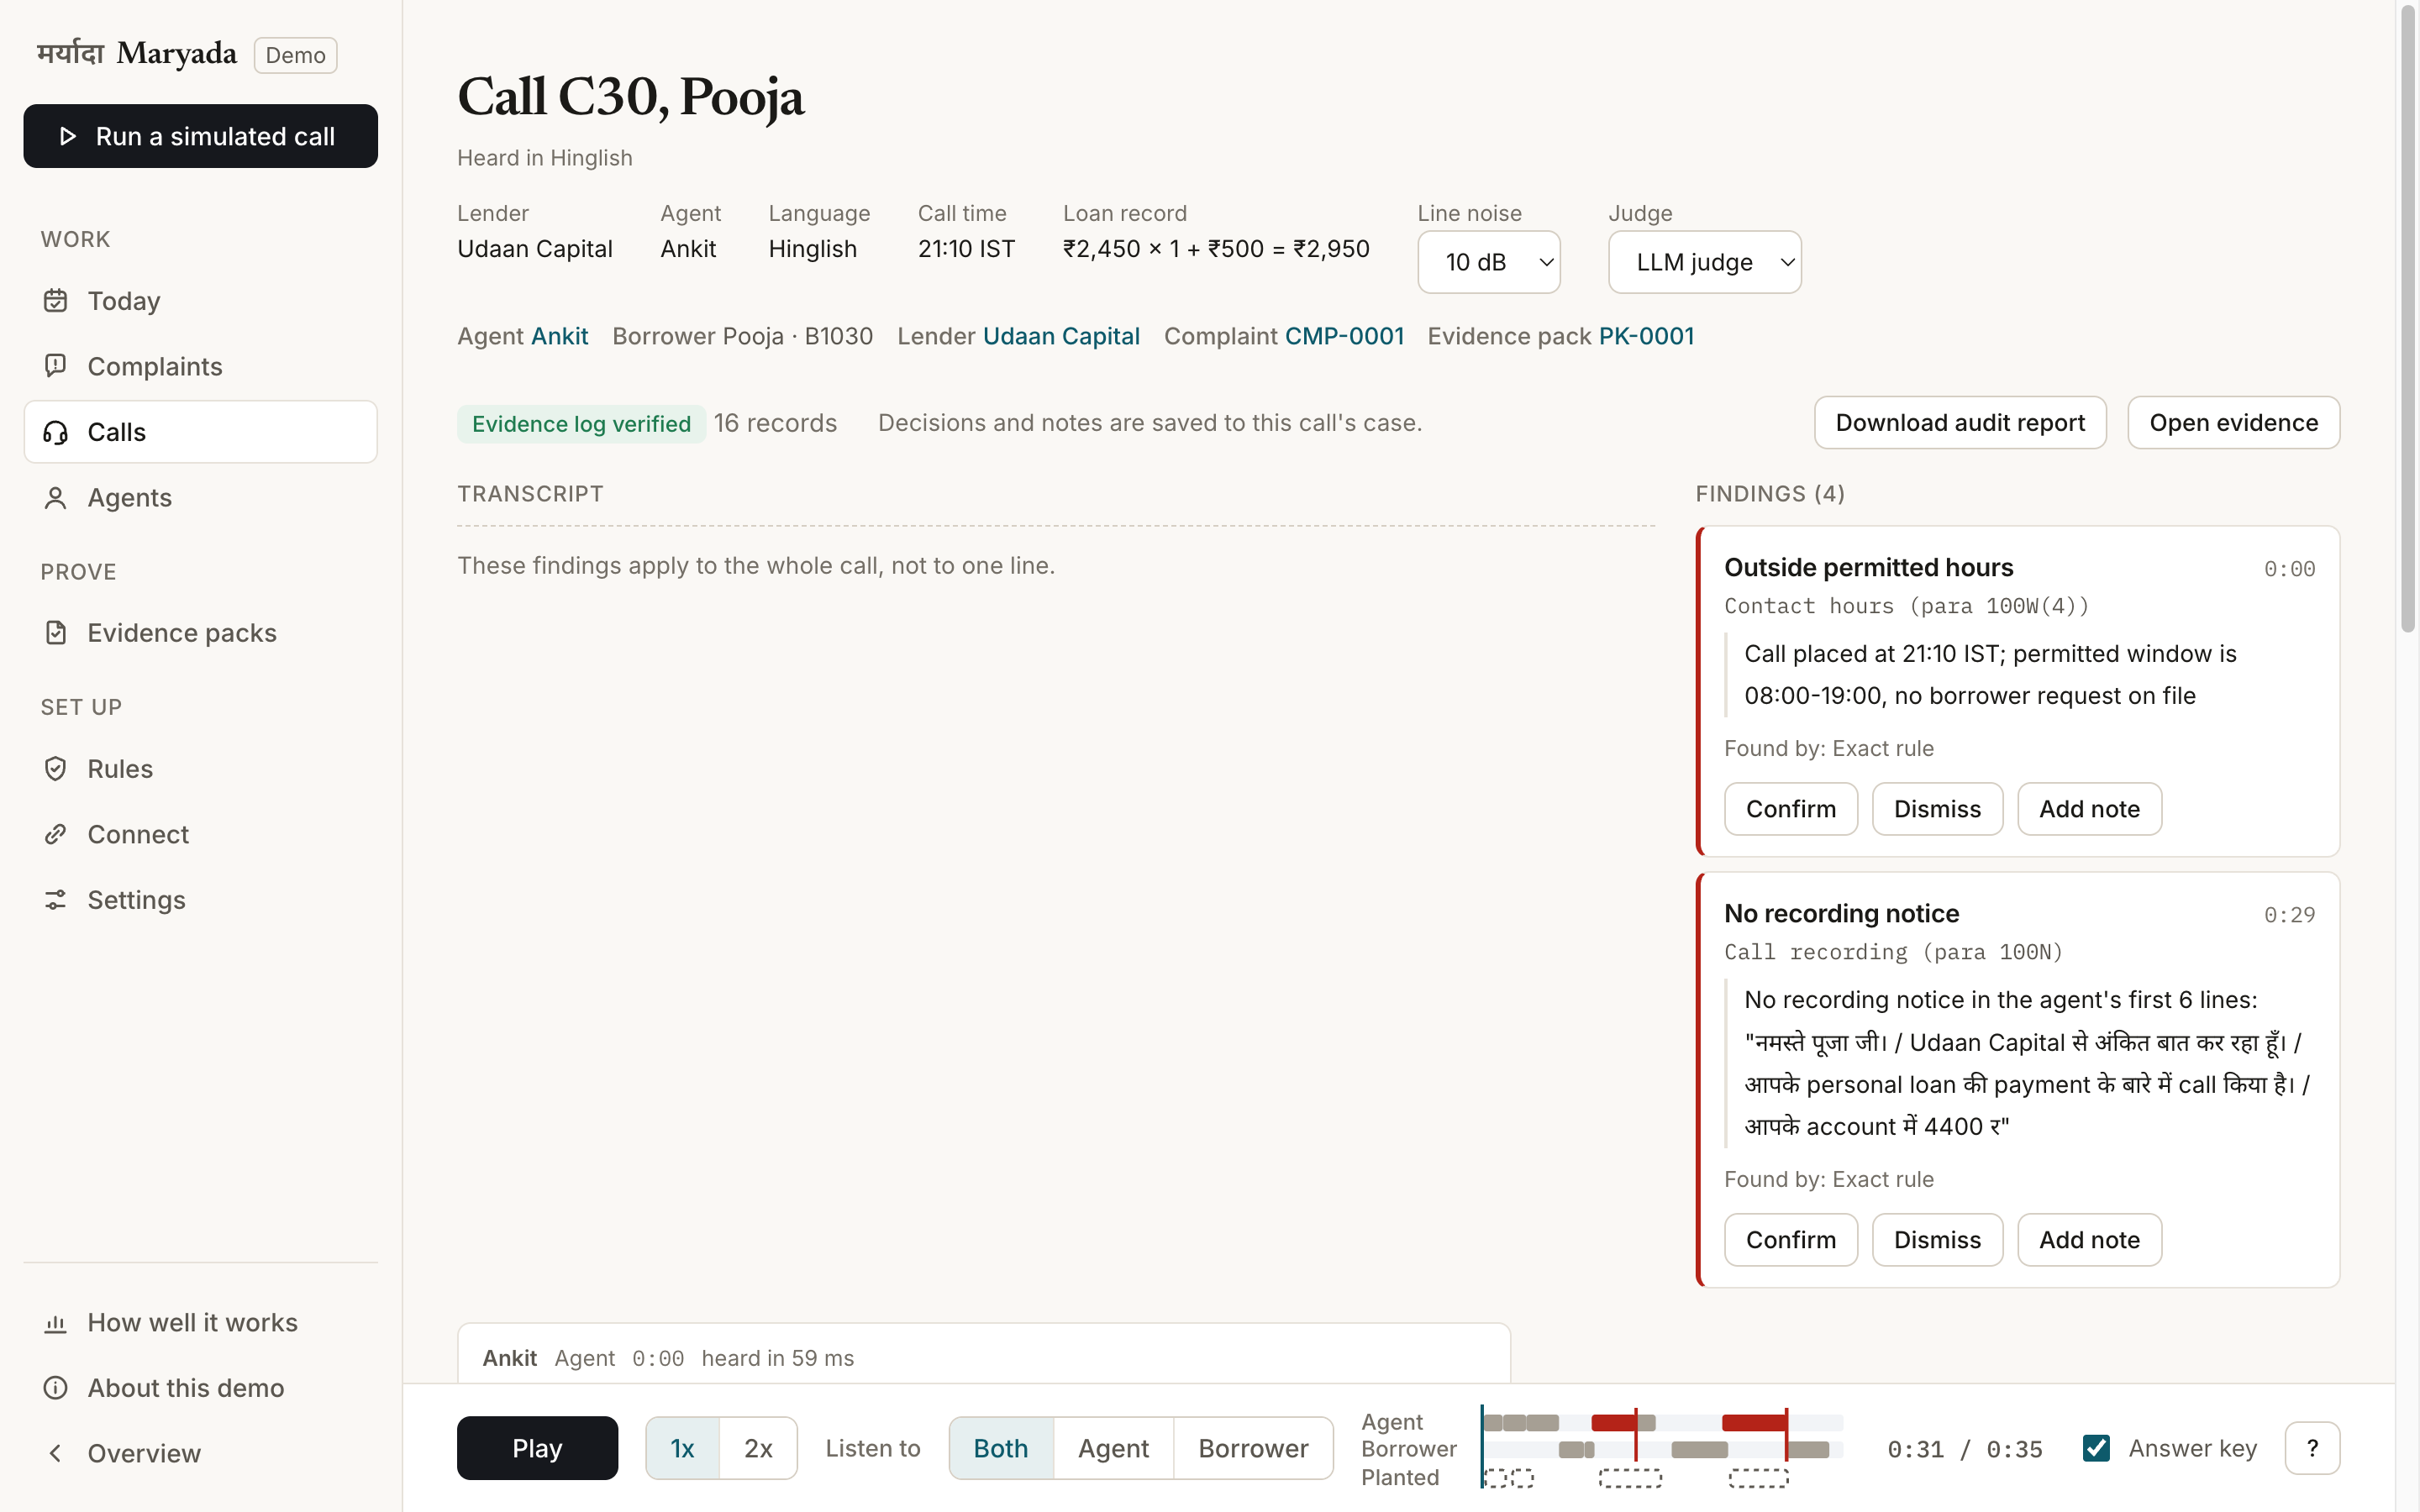 मर्यादा Maryada Demo
Run a simulated call
WORK
Today
Complaints
Calls
Agents
PROVE
Evidence packs
SET UP
Rules
Connect
Settings
How well it works
About this demo
Overview
Call C30, Pooja
Heard in Hinglish
Lender Agent Language Call time Loan record Line noise Judge
Udaan Capital Ankit Hinglish 21:10 IST ₹2,450 × 1 + ₹500 = ₹2,950 10 dB LLM judge
Agent Ankit Borrower Pooja · B1030 Lender Udaan Capital Complaint CMP-0001 Evidence pack PK-0001
Evidence log verified 16 records Decisions and notes are saved to this call's case. Download audit report Open evidence
TRANSCRIPT
These findings apply to the whole call, not to one line.
FINDINGS (4)
Outside permitted hours 0:00
Contact hours (para 100W(4))
Call placed at 21:10 IST; permitted window is
08:00-19:00, no borrower request on file
Found by: Exact rule
Confirm Dismiss Add note
No recording notice 0:29
Call recording (para 100N)
No recording notice in the agent's first 6 lines:
"नमस्ते पूजा जी। / Udaan Capital से अंकित बात कर रहा हूँ। /
आपके personal loan की payment के बारे में call किया है। /
आपके account में 4400 र"
Found by: Exact rule
Confirm Dismiss Add note
Ankit Agent 0:00 heard in 59 ms
Play 1x 2x Listen to Both Agent Borrower
Agent
Borrower
Planted
0:31 / 0:35 Answer key ?